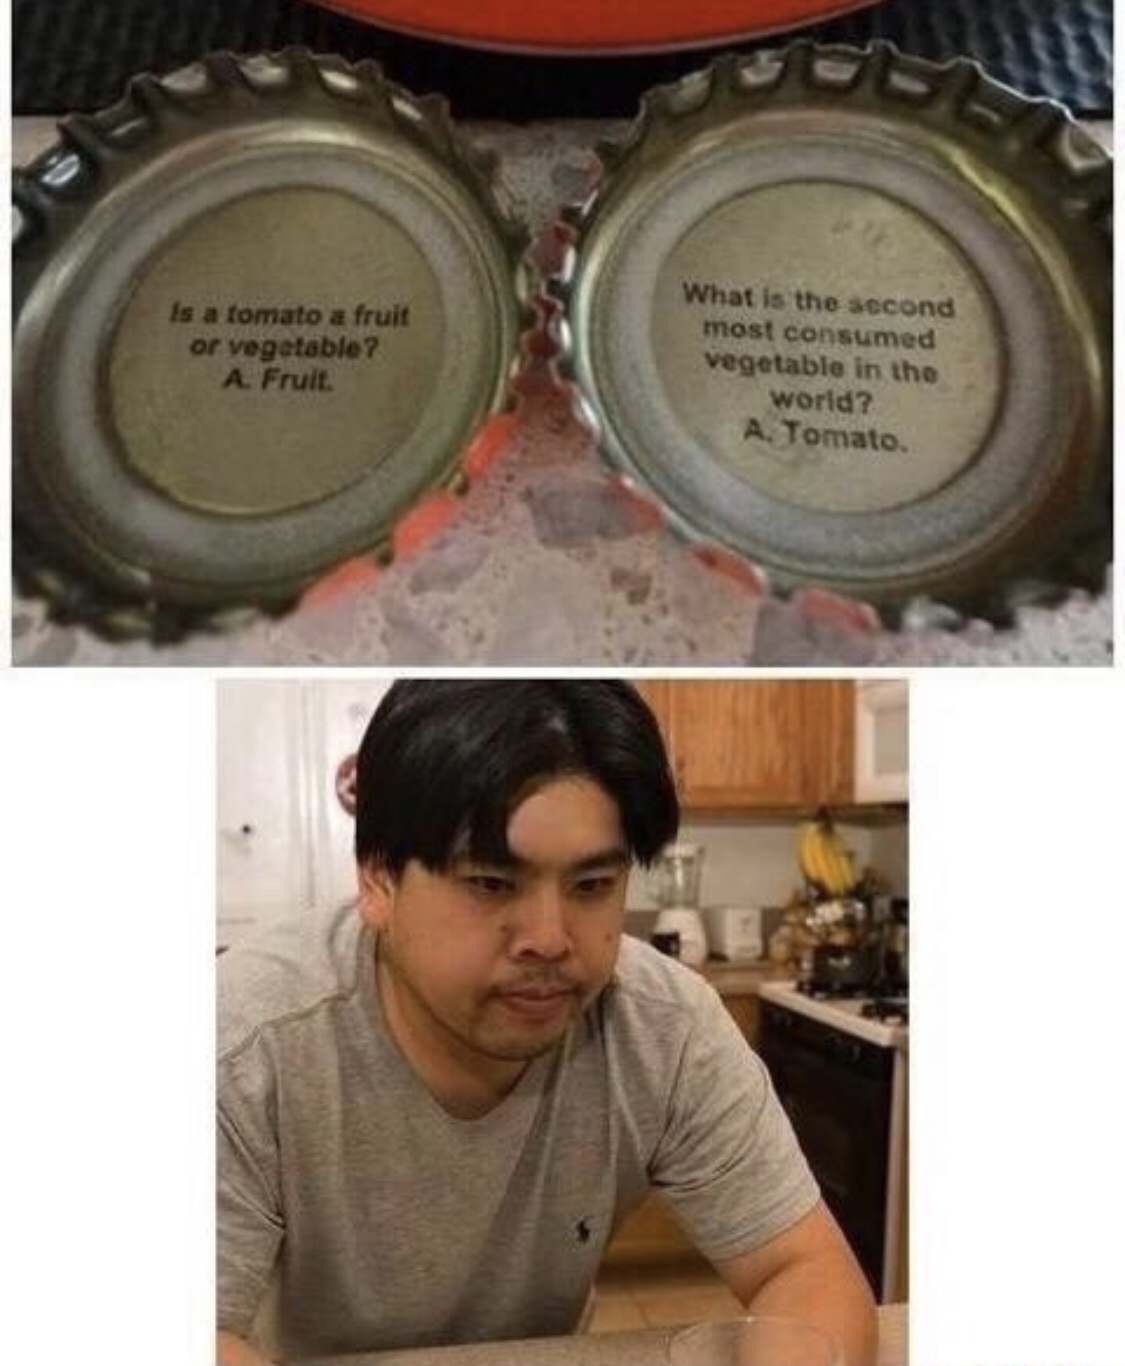 Is a tomato a fruit
or vegetable?
A. Fruit.
What is the second
most consumed
vegetable in the
world?
A. Tomato.